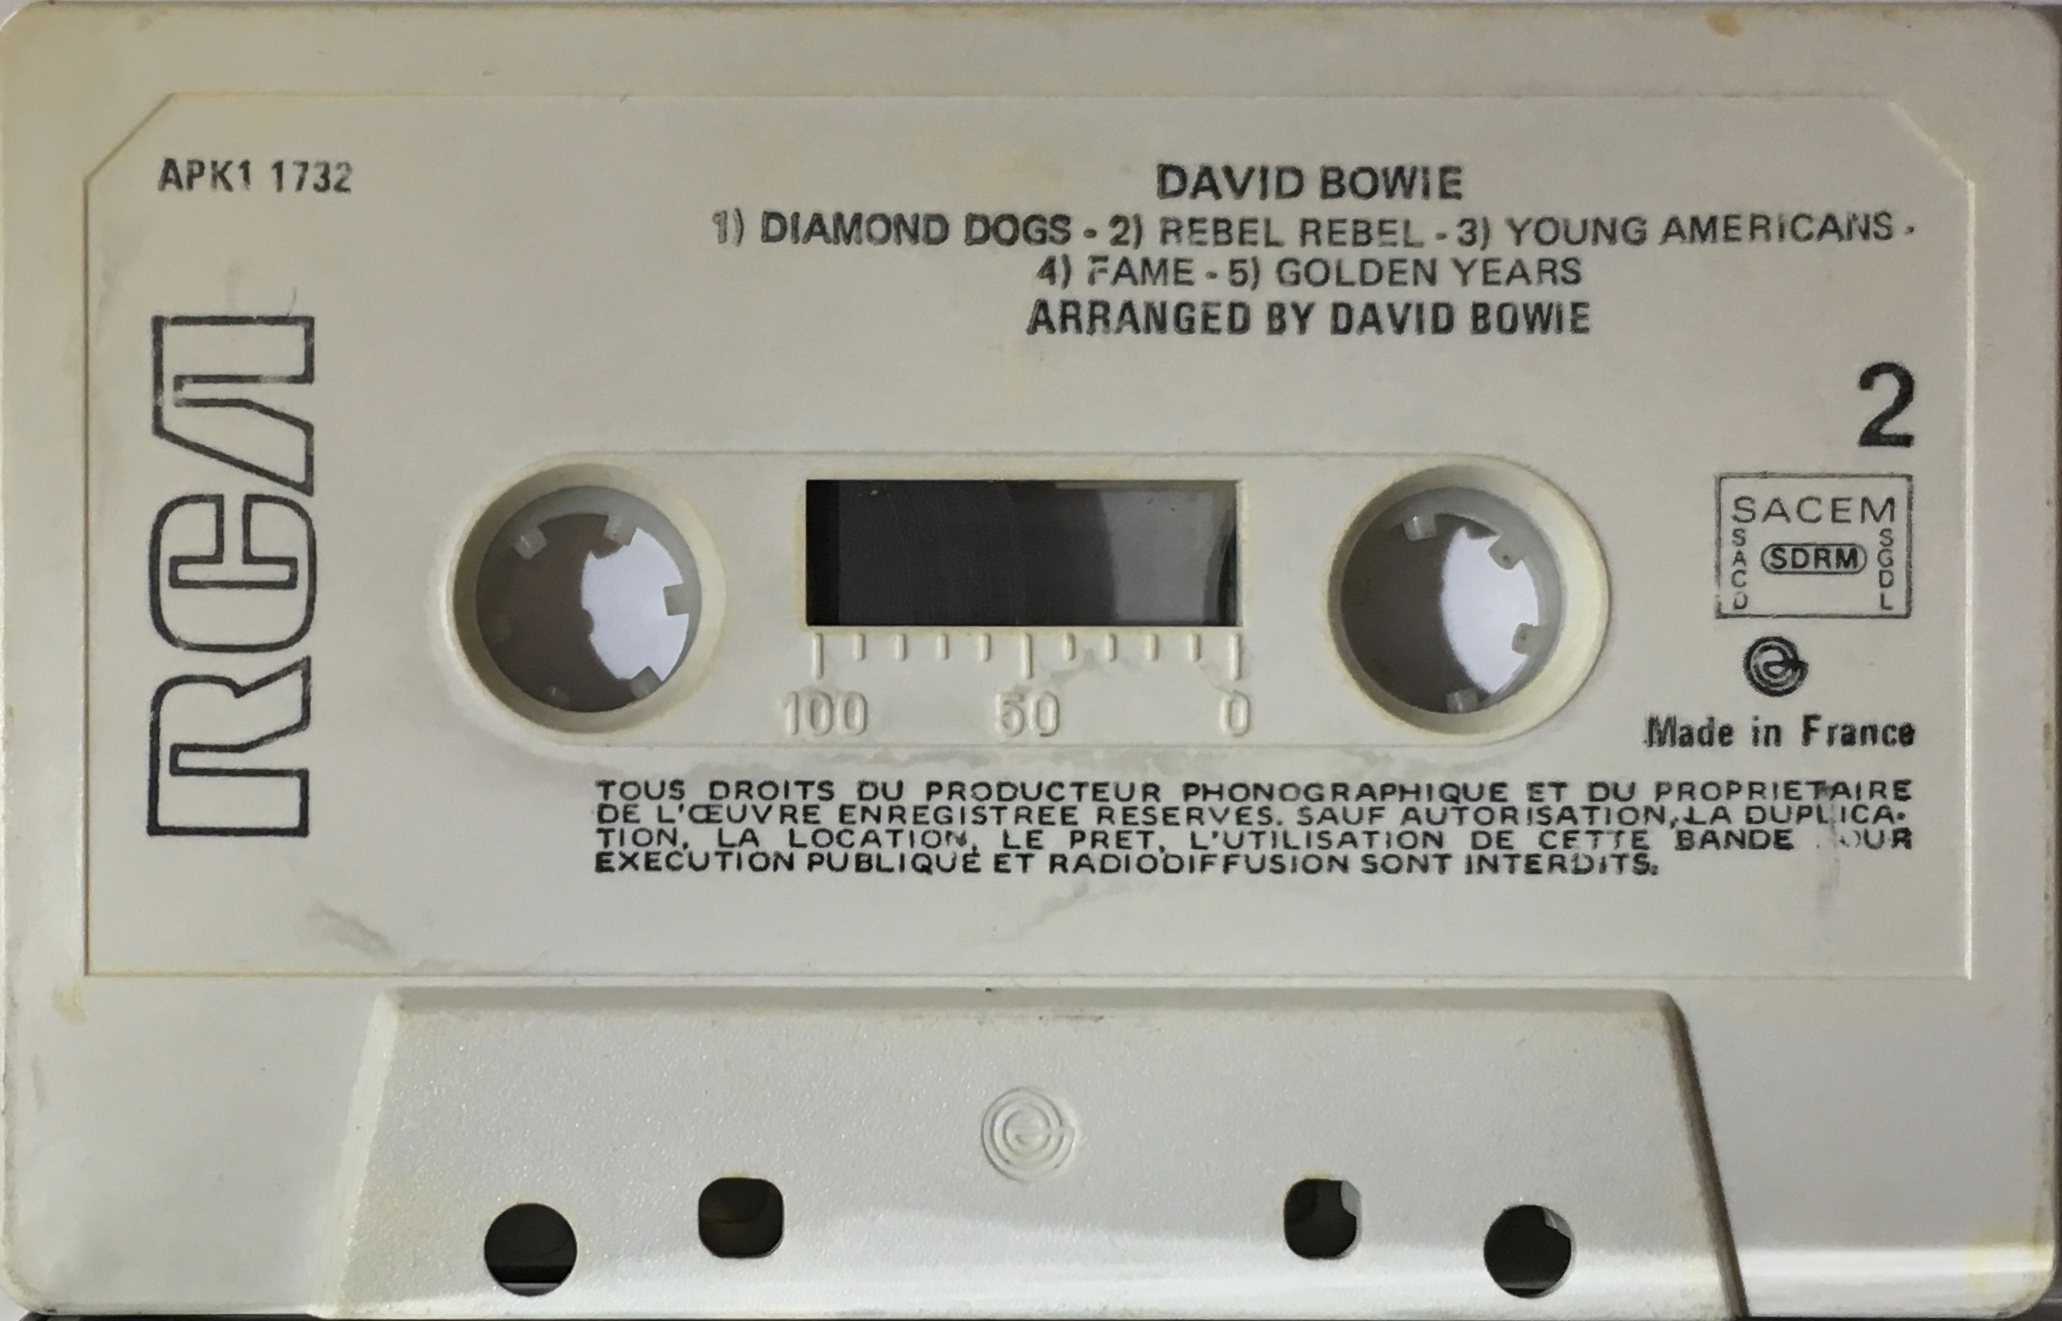 APK1 1732
DAVID BOWIE
1) DIAMOND DOGS - 2) REBEL REBEL - 3) YOUNG AMERICANS -
4) FAME - 5) GOLDEN YEARS
ARRANGED BY DAVID BOWIE
RCA
2
SACEM
SACD
SDRM
SGDL
100 50 0
Made in France
TOUS DROITS DU PRODUCTEUR PHONOGRAPHIQUE ET DU PROPRIETAIRE
DE L'ŒUVRE ENREGISTREE RESERVES. SAUF AUTORISATION, LA DUPLICA-
TION, LA LOCATION, LE PRET, L'UTILISATION DE CETTE BANDE
EXECUTION PUBLIQUE ET RADIODIFFUSION SONT INTERDITS.